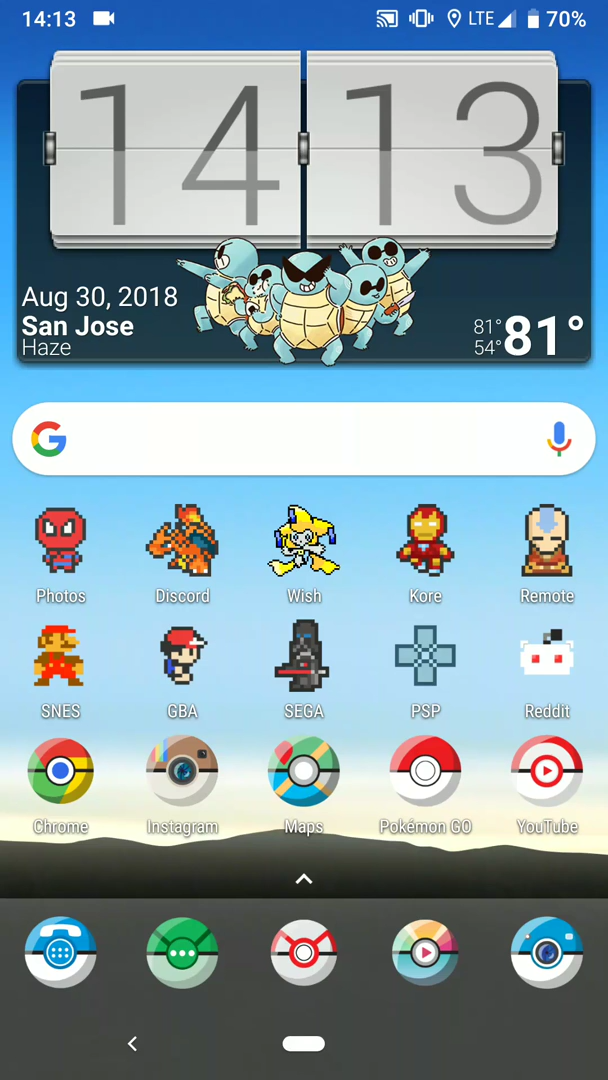 14:13
LTE
70%
14 13
Aug 30, 2018
San Jose
Haze
81°
54°
81°
G
Photos Discord Wish Kore Remote
SNES GBA SEGA PSP Reddit
Chrome Instagram Maps Pokémon GO YouTube